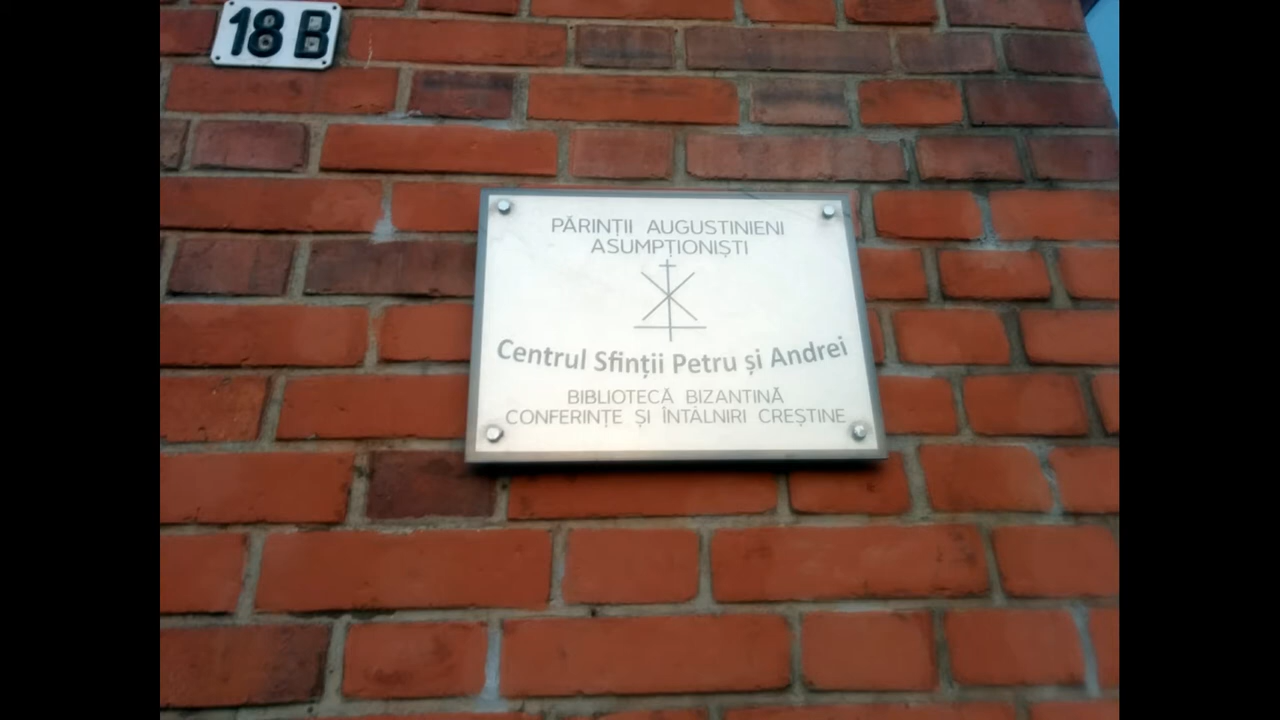 18 B
PĂRINȚII AUGUSTINIENI
ASUMPȚIONIȘTI
Centrul Sfinții Petru și Andrei
BIBLIOTECĂ BIZANTINĂ
CONFERINȚE ȘI ÎNTÂLNIRI CREȘTINE